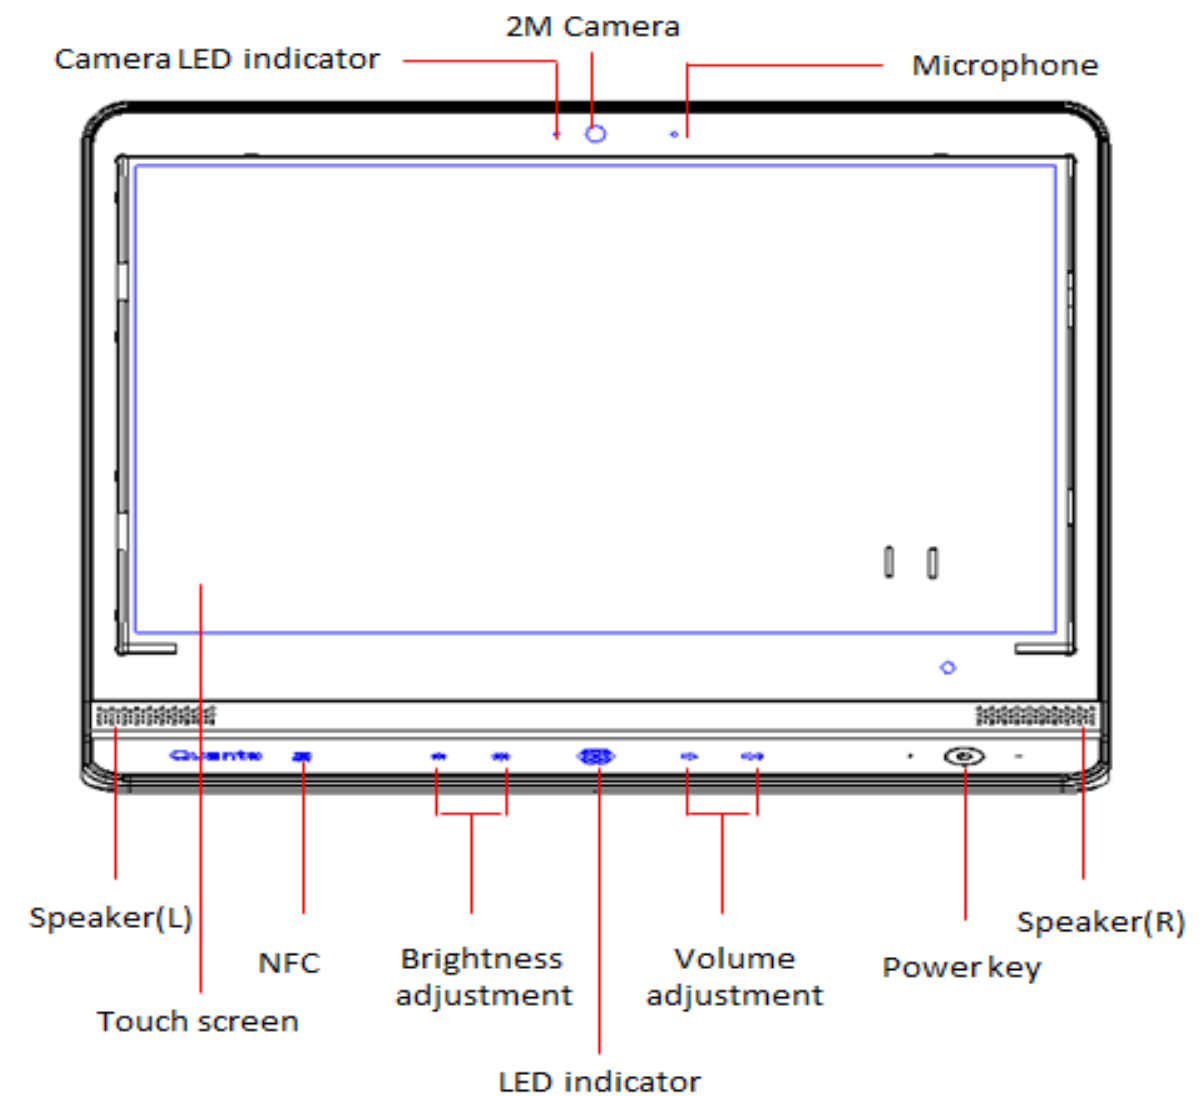 2M Camera
Camera LED indicator
Microphone
Quanta
Speaker(L)
Speaker(R)
NFC
Brightness
adjustment
Volume
adjustment
Power key
Touch screen
LED indicator